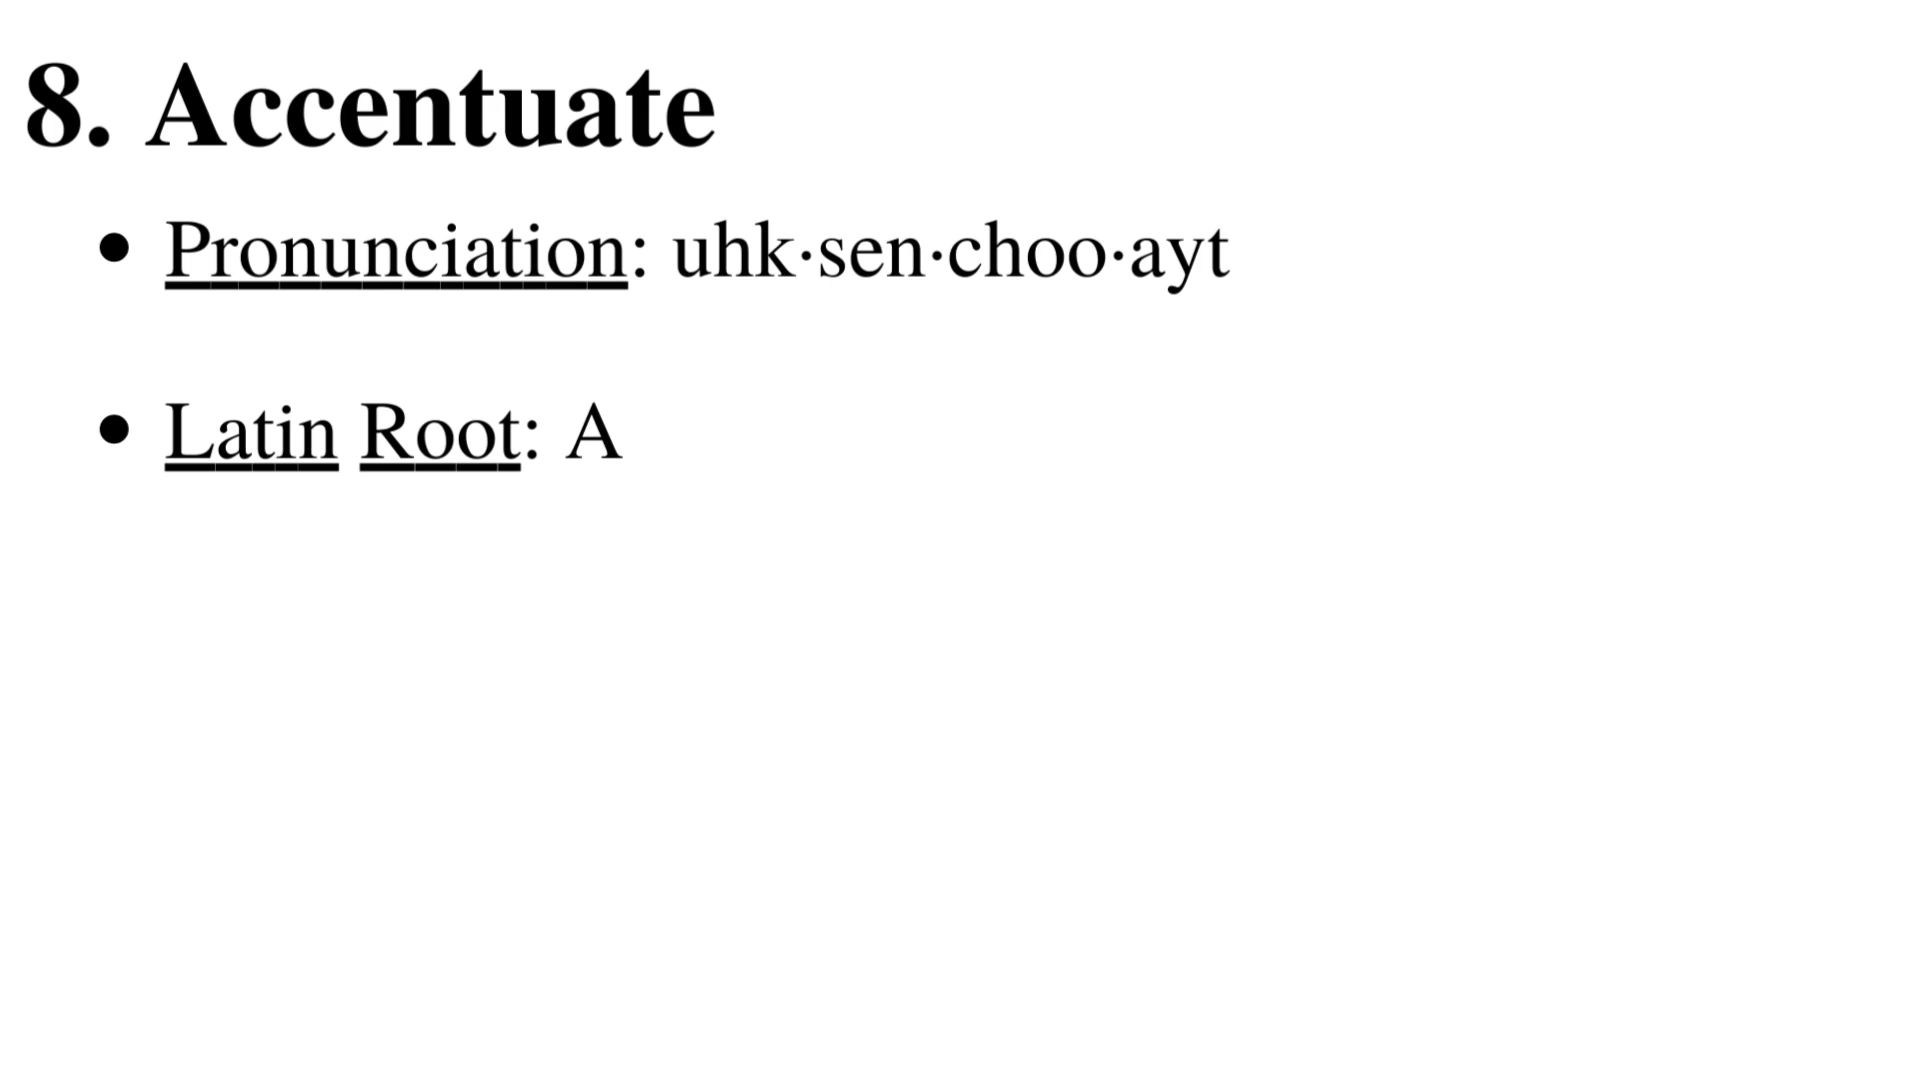 8. Accentuate
• Pronunciation: uhk·sen·choo·ayt
• Latin Root: A